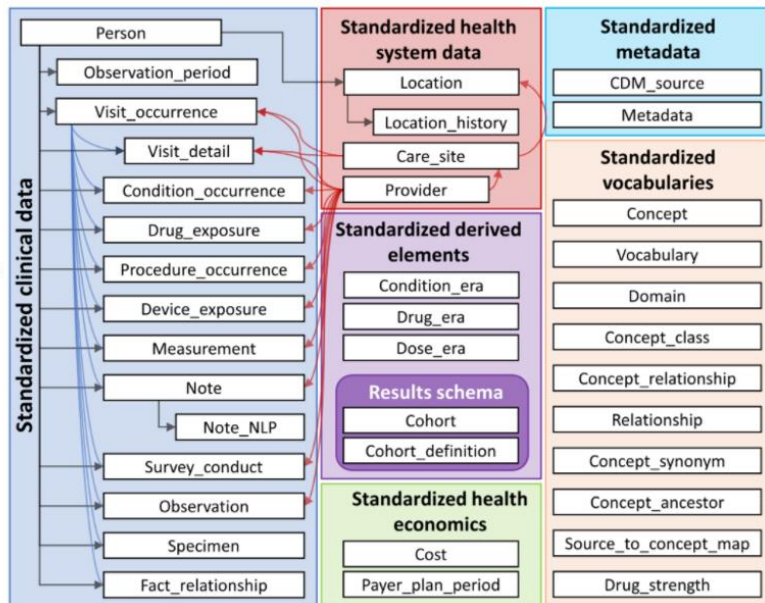 Standardized clinical data
Person
Observation_period
Visit_occurrence
Visit_detail
Condition_occurrence
Drug_exposure
Procedure_occurrence
Device_exposure
Measurement
Note
Note_NLP
Survey_conduct
Observation
Specimen
Fact_relationship
Standardized health
system data
Location
Location_history
Care_site
Provider
Standardized derived
elements
Condition_era
Drug_era
Dose_era
Results schema
Cohort
Cohort_definition
Standardized health
economics
Cost
Payer_plan_period
Standardized
metadata
CDM_source
Metadata
Standardized
vocabularies
Concept
Vocabulary
Domain
Concept_class
Concept_relationship
Relationship
Concept_synonym
Concept_ancestor
Source_to_concept_map
Drug_strength